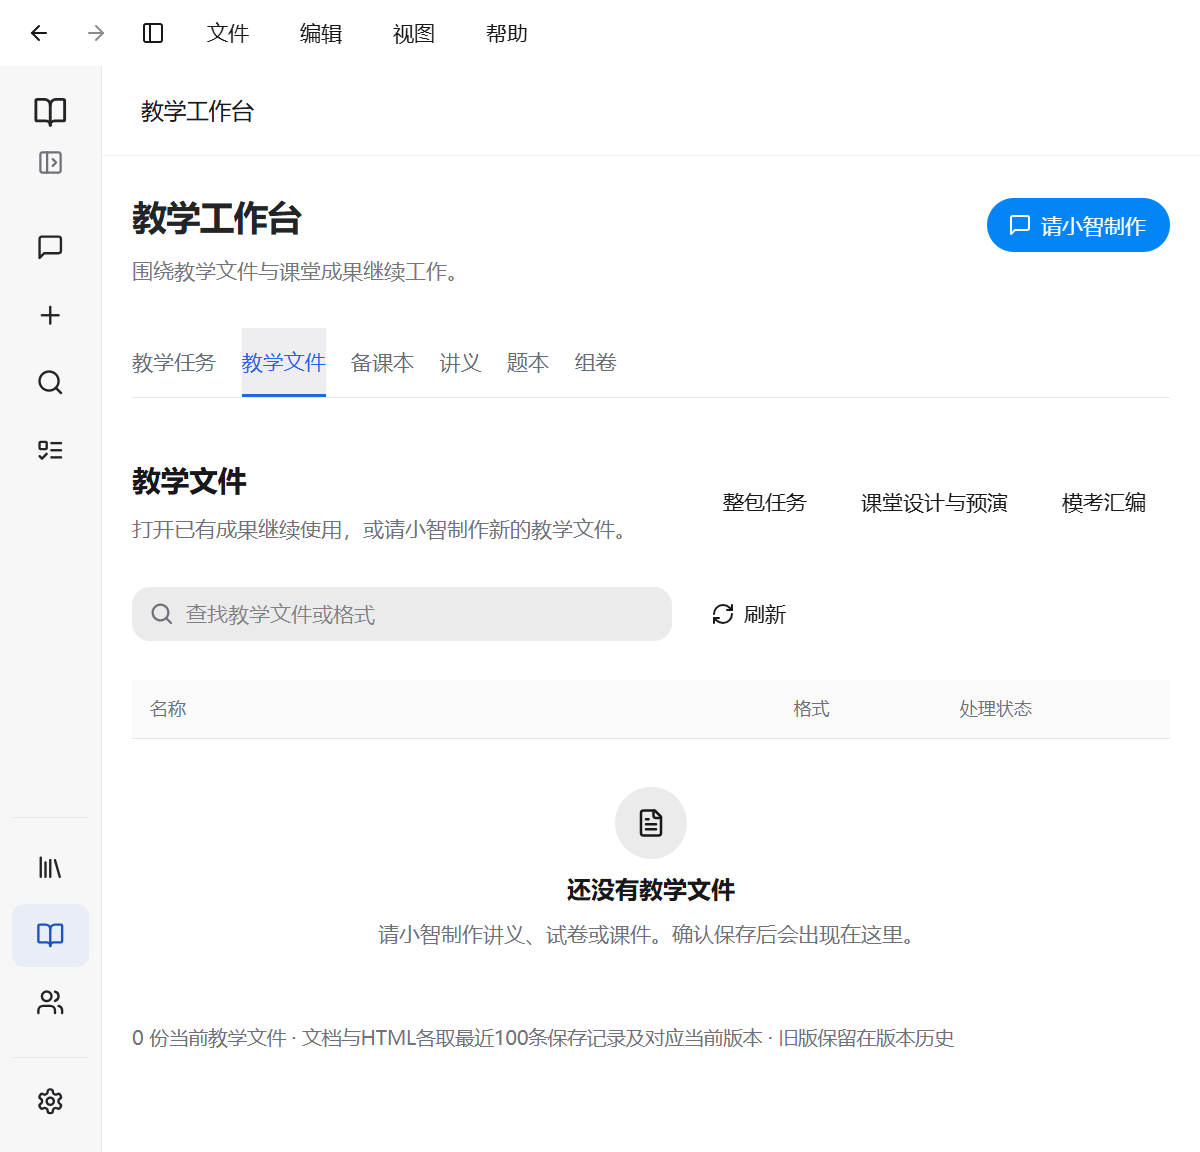 文件 编辑 视图 帮助
教学工作台
教学工作台
请小智制作
围绕教学文件与课堂成果继续工作。
教学任务 教学文件 备课本 讲义 题本 组卷
教学文件
整包任务 课堂设计与预演 模考汇编
打开已有成果继续使用，或请小智制作新的教学文件。
查找教学文件或格式 刷新
名称 格式 处理状态
还没有教学文件
请小智制作讲义、试卷或课件。确认保存后会出现在这里。
0 份当前教学文件 · 文档与HTML各取最近100条保存记录及对应当前版本 · 旧版保留在版本历史